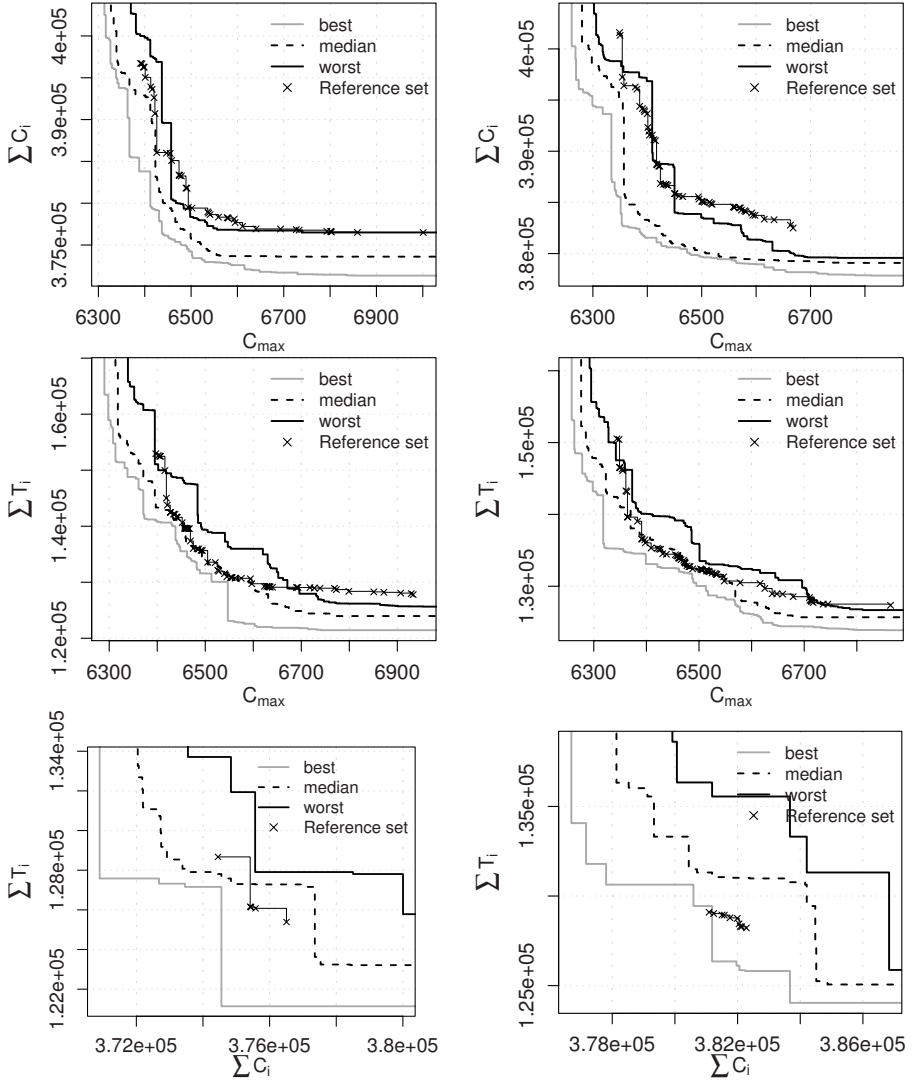 best
median
worst
Reference set
4e+05
3.9e+05
3.75e+05
∑ Ci
6300 6500 6700 6900
Cmax
best
median
worst
Reference set
4e+05
3.9e+05
3.8e+05
∑ Ci
6300 6500 6700
Cmax
best
median
worst
Reference set
1.6e+05
1.4e+05
1.2e+05
∑ Ti
6300 6500 6700 6900
Cmax
best
median
worst
Reference set
1.5e+05
1.3e+05
∑ Ti
6300 6500 6700
Cmax
best
median
worst
Reference set
1.34e+05
1.28e+05
1.22e+05
∑ Ti
3.72e+05 3.76e+05 3.8e+05
∑ Ci
best
median
worst
Reference set
1.35e+05
1.25e+05
∑ Ti
3.78e+05 3.82e+05 3.86e+05
∑ Ci